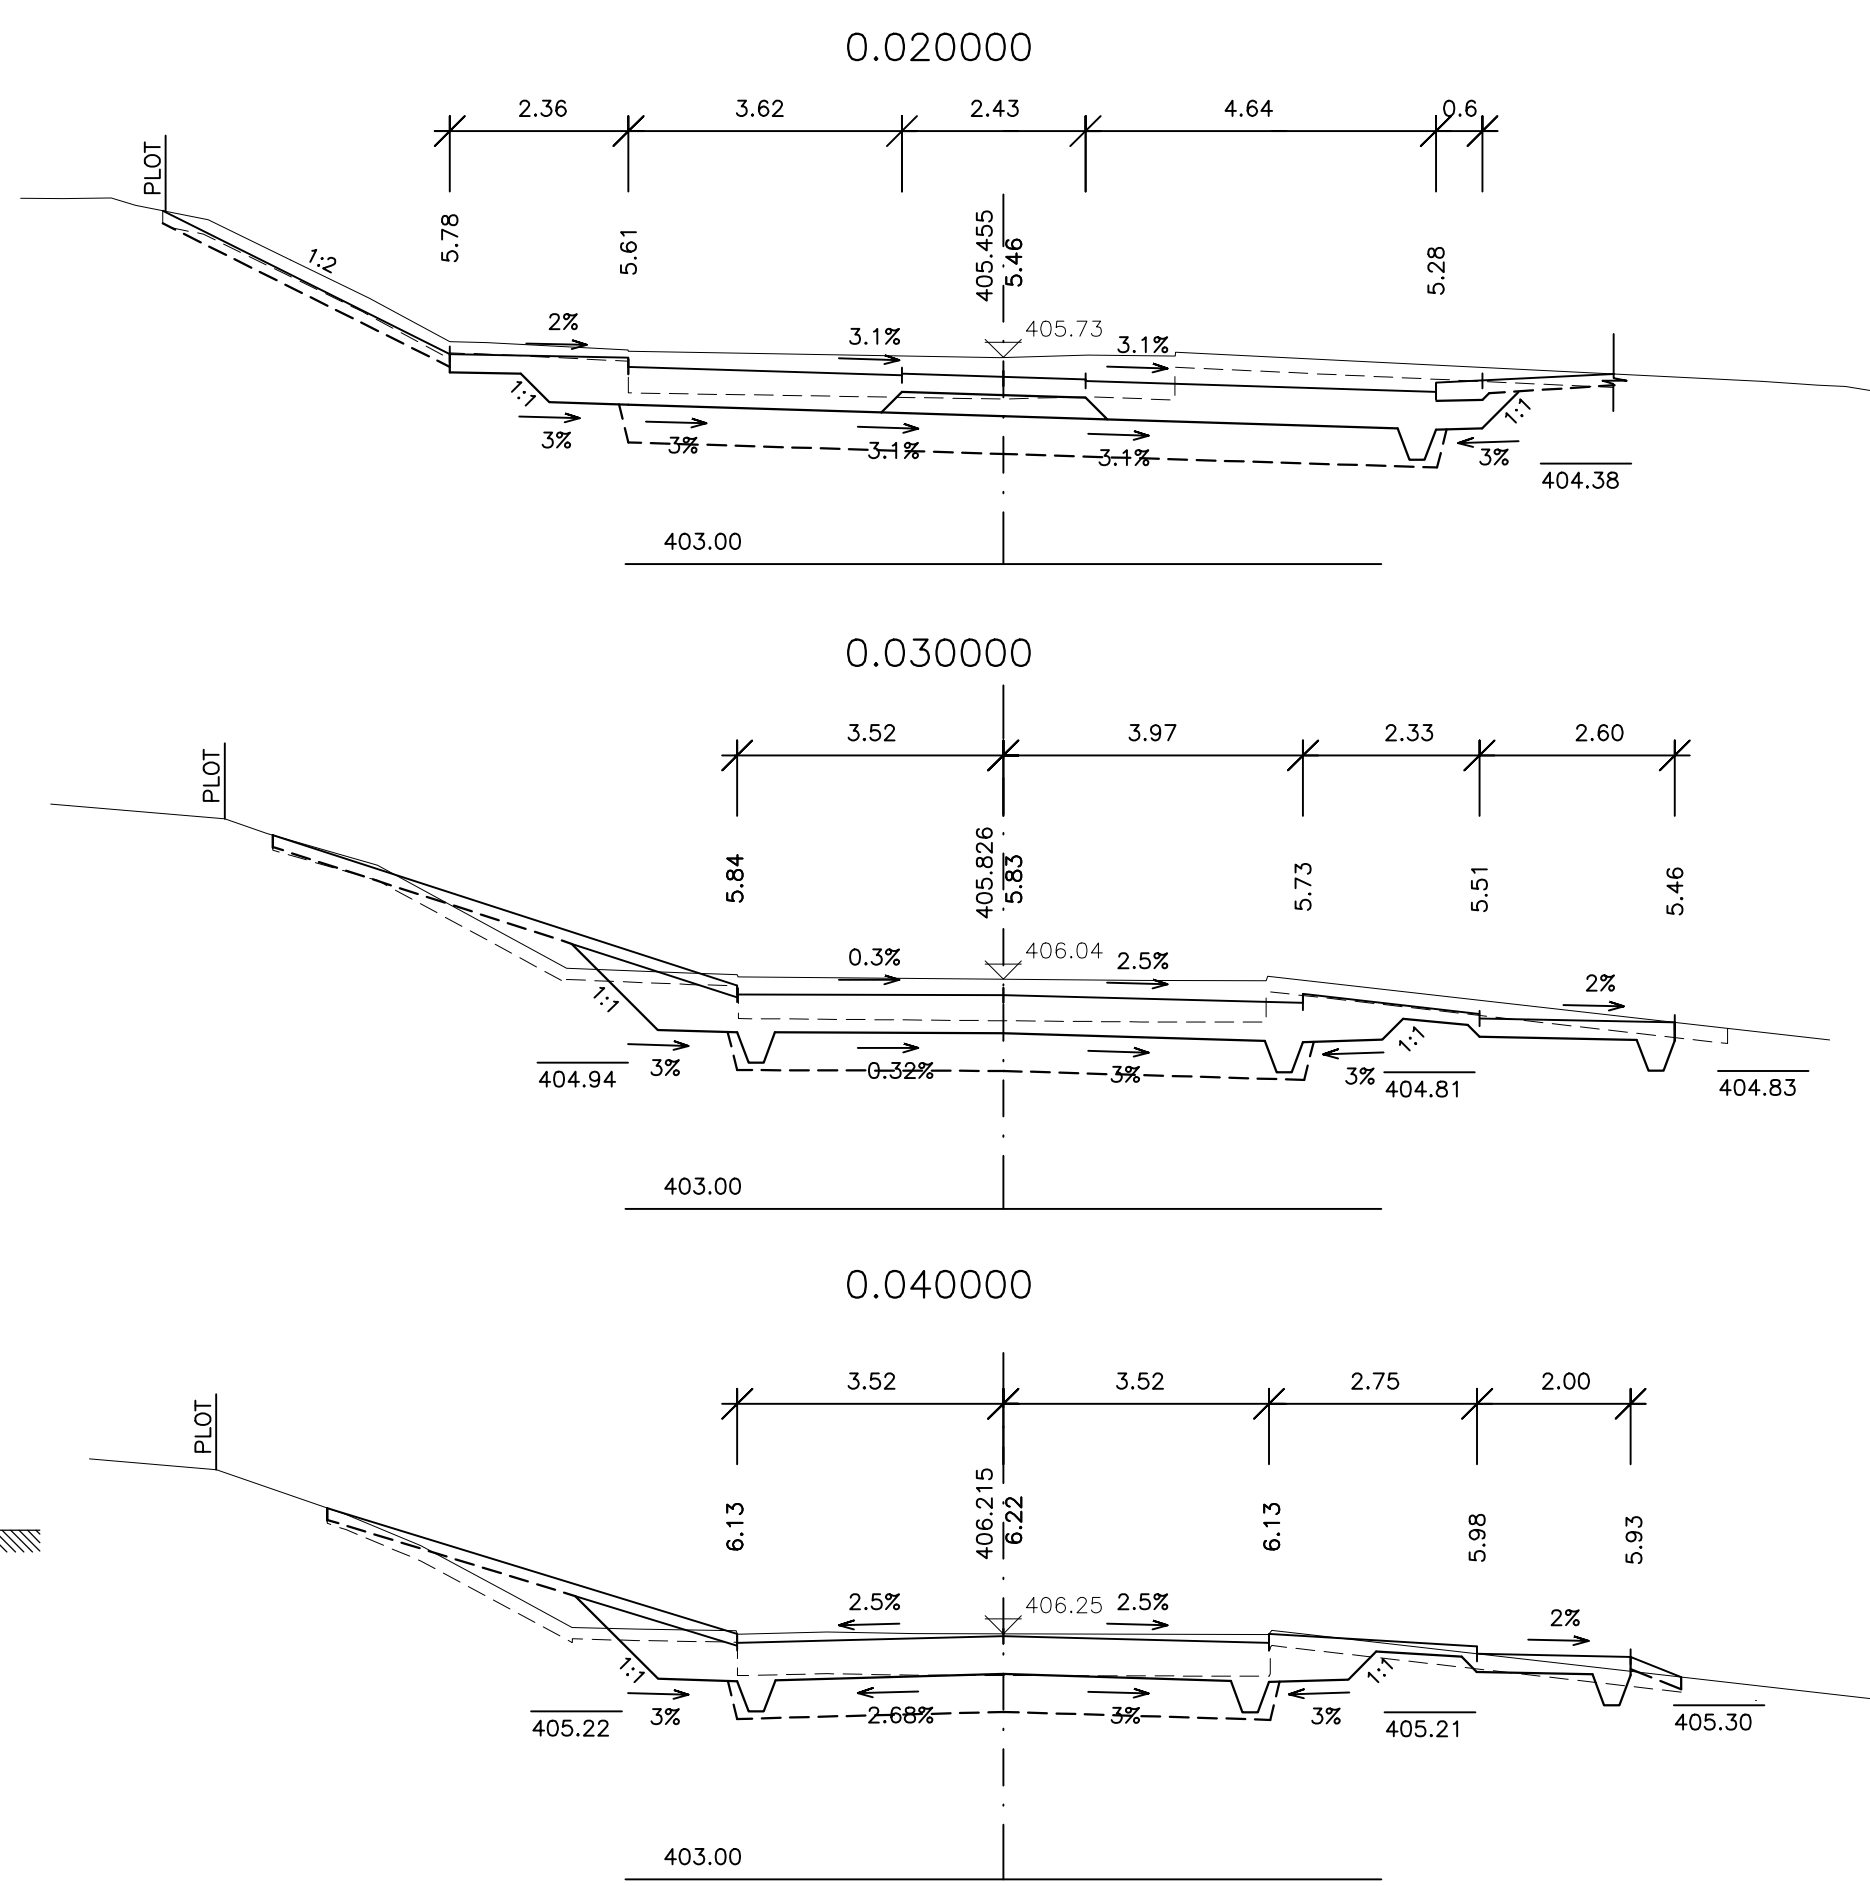 0.020000
2.36 3.62 2.43 4.64 0.6
PLOT
5.78 5.61 405.455 5.46 5.28
1:2
2% 3.1% 405.73 3.1%
1:1 1:1
3% 3% 3.1% 3.1% 3%
404.38
403.00
0.030000
3.52 3.97 2.33 2.60
PLOT
5.84 405.826 5.83 5.73 5.51 5.46
0.3% 406.04 2.5% 2%
1:1 1:1
3% 0.32% 3% 3%
404.94 404.81 404.83
403.00
0.040000
3.52 3.52 2.75 2.00
PLOT
6.13 406.215 6.22 6.13 5.98 5.93
2.5% 406.25 2.5% 2%
1:1 1:1
3% 2.68% 3% 3%
405.22 405.21 405.30
403.00